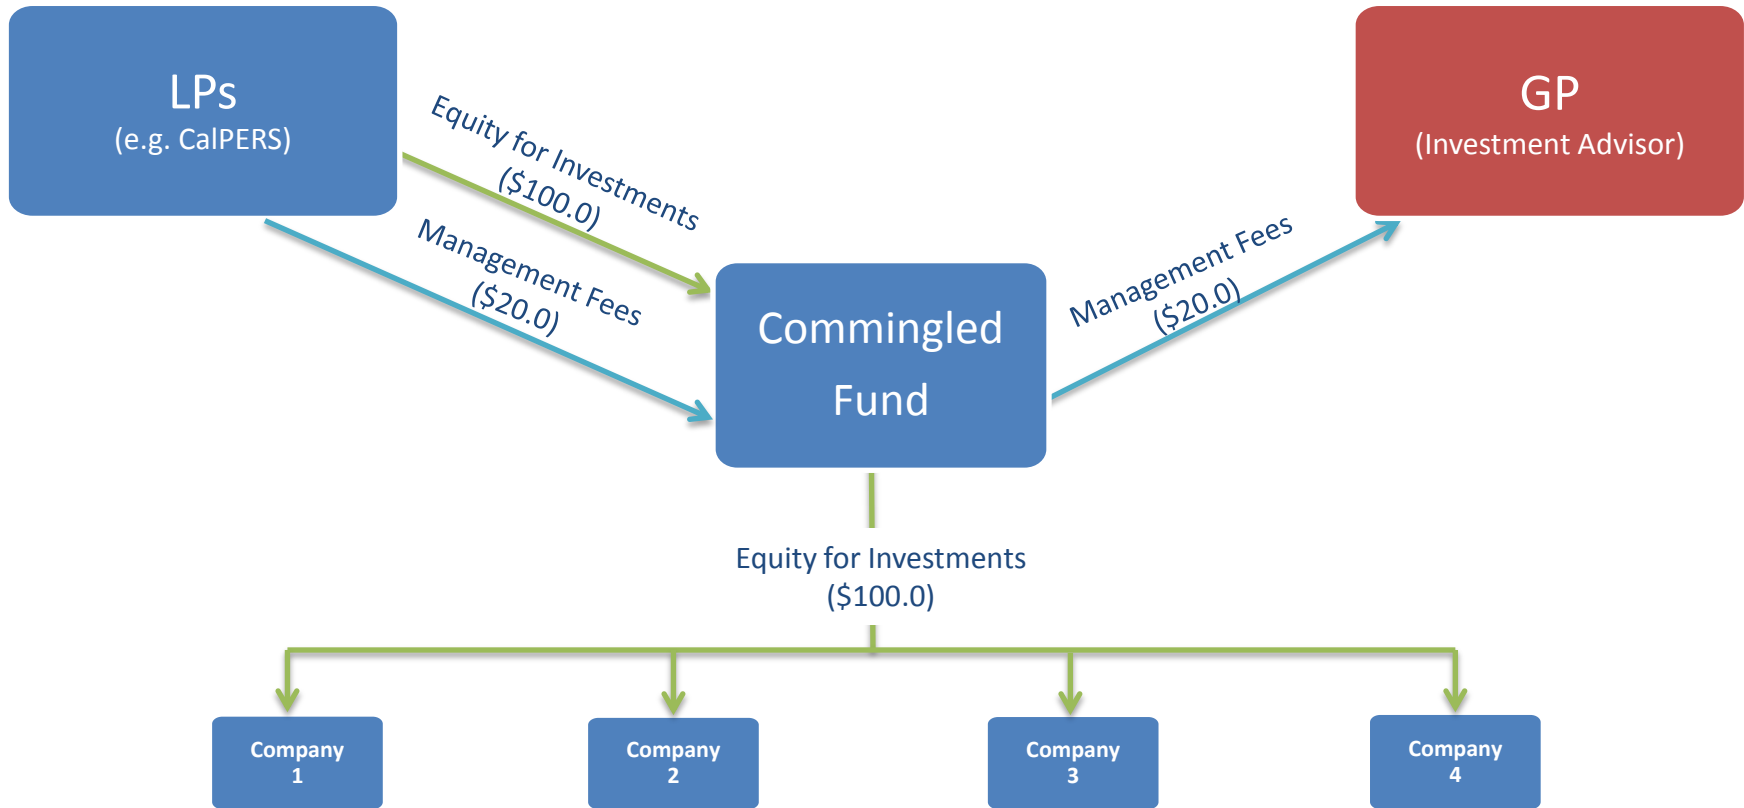 LPs
(e.g. CalPERS)
GP
(Investment Advisor)
Equity for Investments
($100.0)
Management Fees
($20.0)
Management Fees
($20.0)
Commingled
Fund
Equity for Investments
($100.0)
Company
1
Company
2
Company
3
Company
4